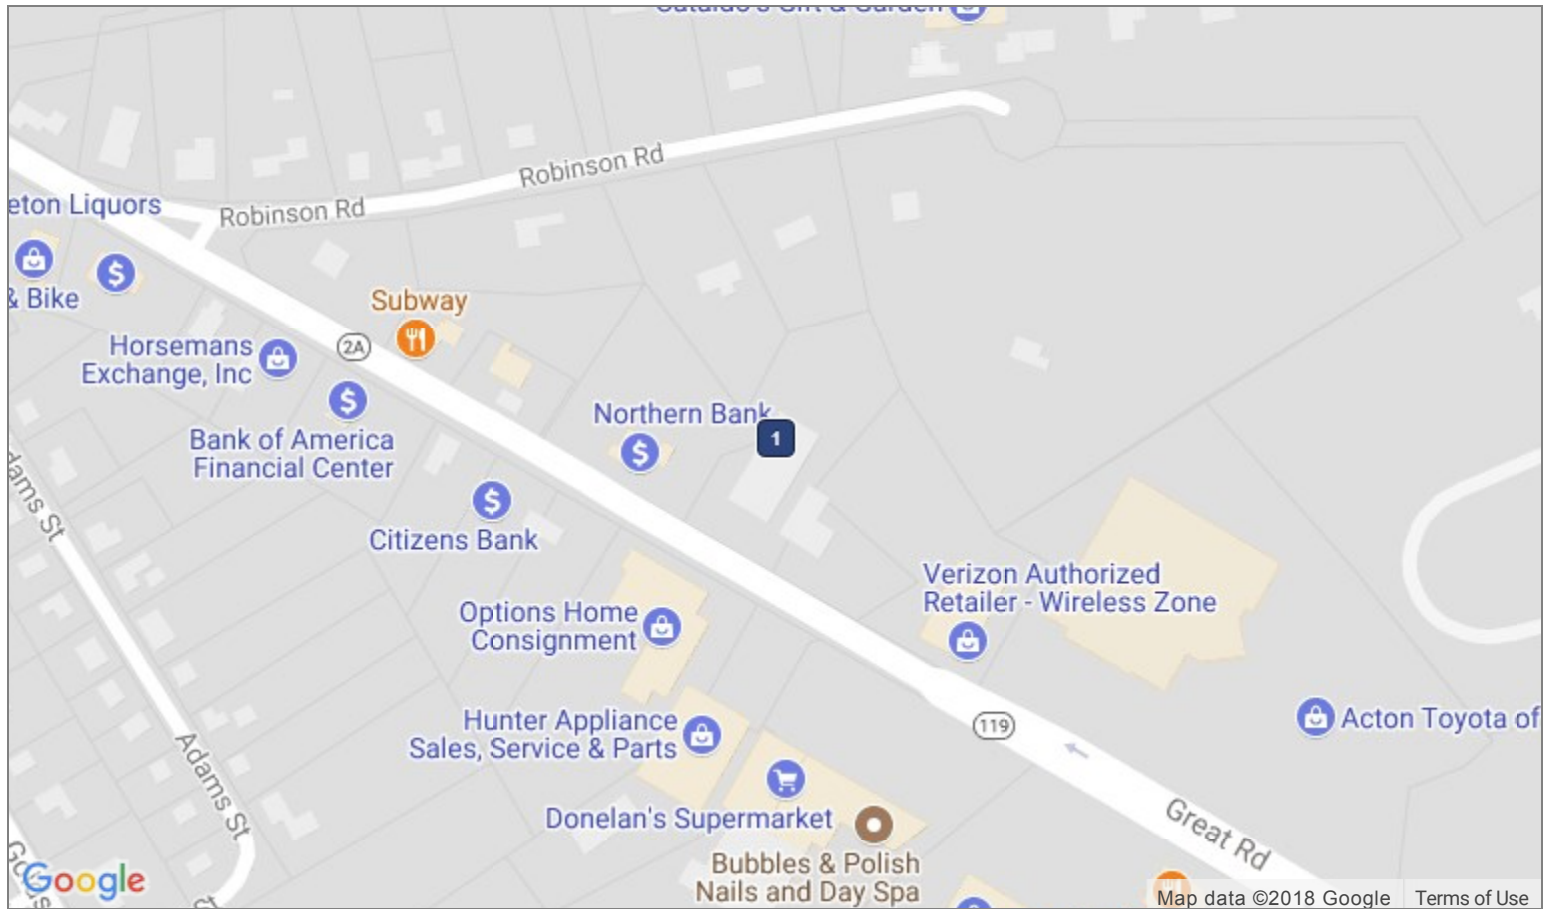 Robinson Rd
Robinson Rd
eton Liquors
& Bike
Subway
2A
Horsemans
Exchange, Inc
Bank of America
Financial Center
Northern Bank
1
Citizens Bank
Adams St
Verizon Authorized
Retailer - Wireless Zone
Options Home
Consignment
Hunter Appliance
Sales, Service & Parts
119
Acton Toyota of
Adams St
Donelan's Supermarket
Great Rd
Bubbles & Polish
Nails and Day Spa
Google
Map data ©2018 Google
Terms of Use